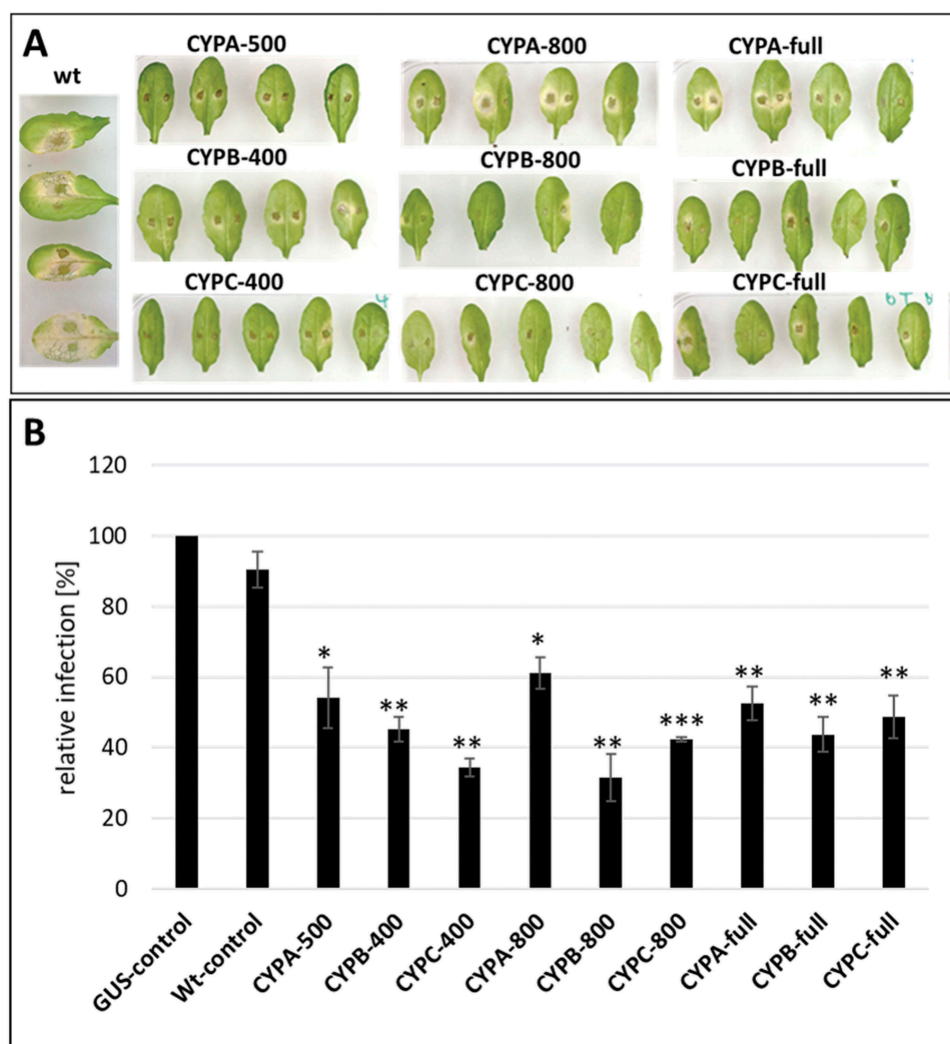 A
wt
CYPA-500
CYPA-800
CYPA-full
CYPB-400
CYPB-800
CYPB-full
CYPC-400
CYPC-800
CYPC-full
4
B
relative infection [%]
120
100
80
60
40
20
0
*
**
**
*
**
***
**
**
**
GUS-control
Wt-control
CYPA-500
CYPB-400
CYPC-400
CYPA-800
CYPB-800
CYPC-800
CYPA-full
CYPB-full
CYPC-full